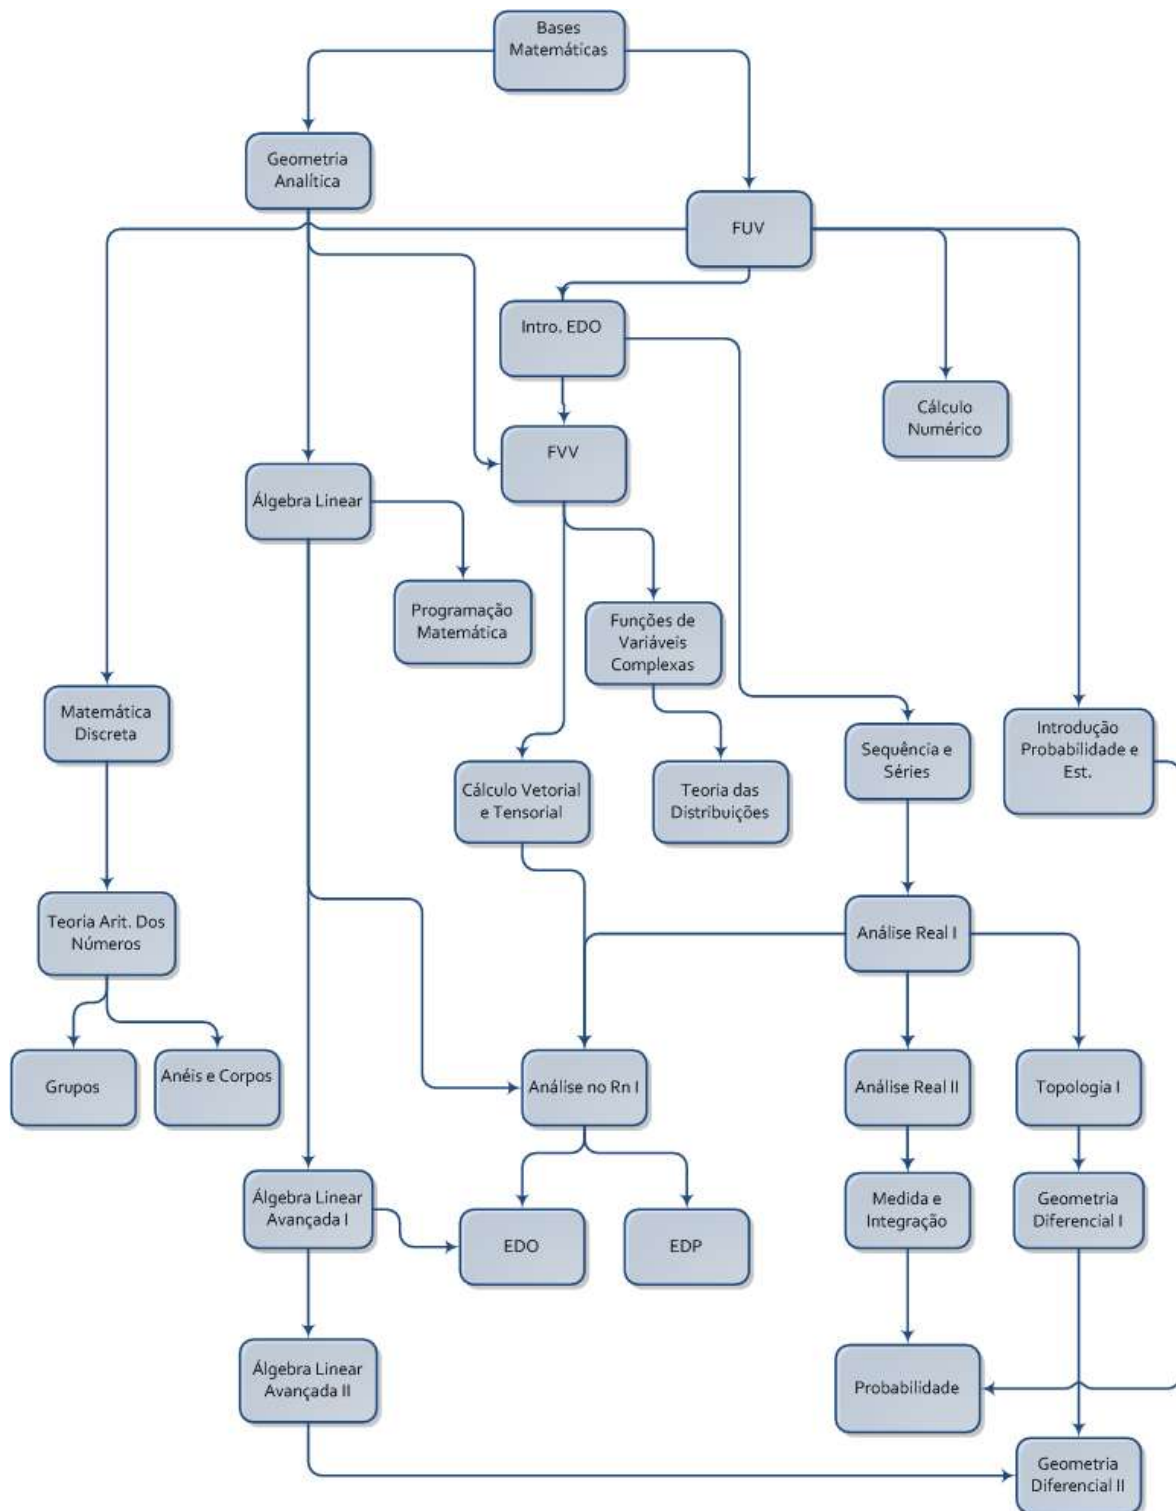 Bases
Matemáticas
Geometria
Analítica
FUV
Intro. EDO
Cálculo
Numérico
FVV
Álgebra Linear
Programação
Matemática
Funções de
Variáveis
Complexas
Matemática
Discreta
Sequência e
Séries
Introdução
Probabilidade e
Est.
Cálculo Vetorial
e Tensorial
Teoria das
Distribuições
Teoria Arit. Dos
Números
Análise Real I
Grupos
Anéis e Corpos
Análise no Rn I
Análise Real II
Topologia I
Álgebra Linear
Avançada I
EDO
EDP
Medida e
Integração
Geometria
Diferencial I
Álgebra Linear
Avançada II
Probabilidade
Geometria
Diferencial II